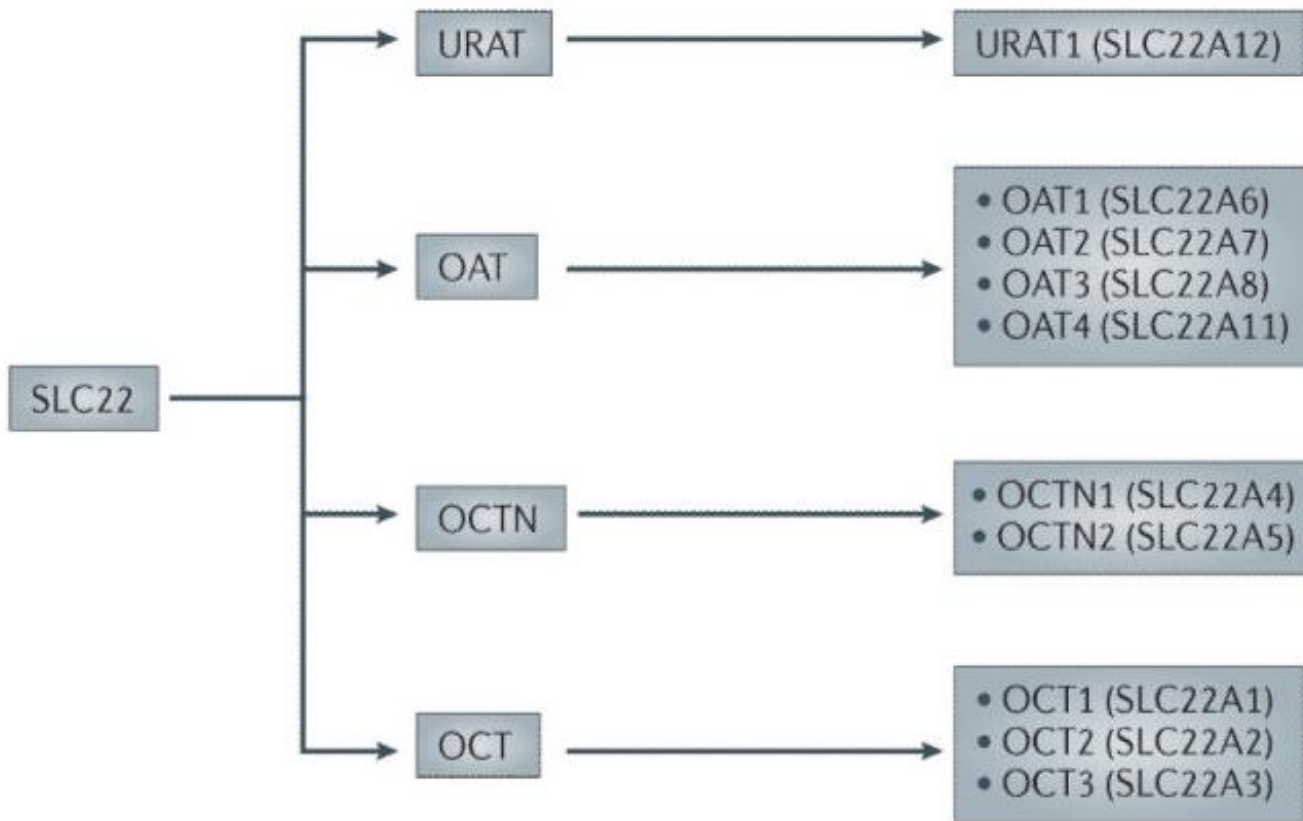 URAT
URAT1 (SLC22A12)
OAT
• OAT1 (SLC22A6)
• OAT2 (SLC22A7)
• OAT3 (SLC22A8)
• OAT4 (SLC22A11)
SLC22
OCTN
• OCTN1 (SLC22A4)
• OCTN2 (SLC22A5)
OCT
• OCT1 (SLC22A1)
• OCT2 (SLC22A2)
• OCT3 (SLC22A3)